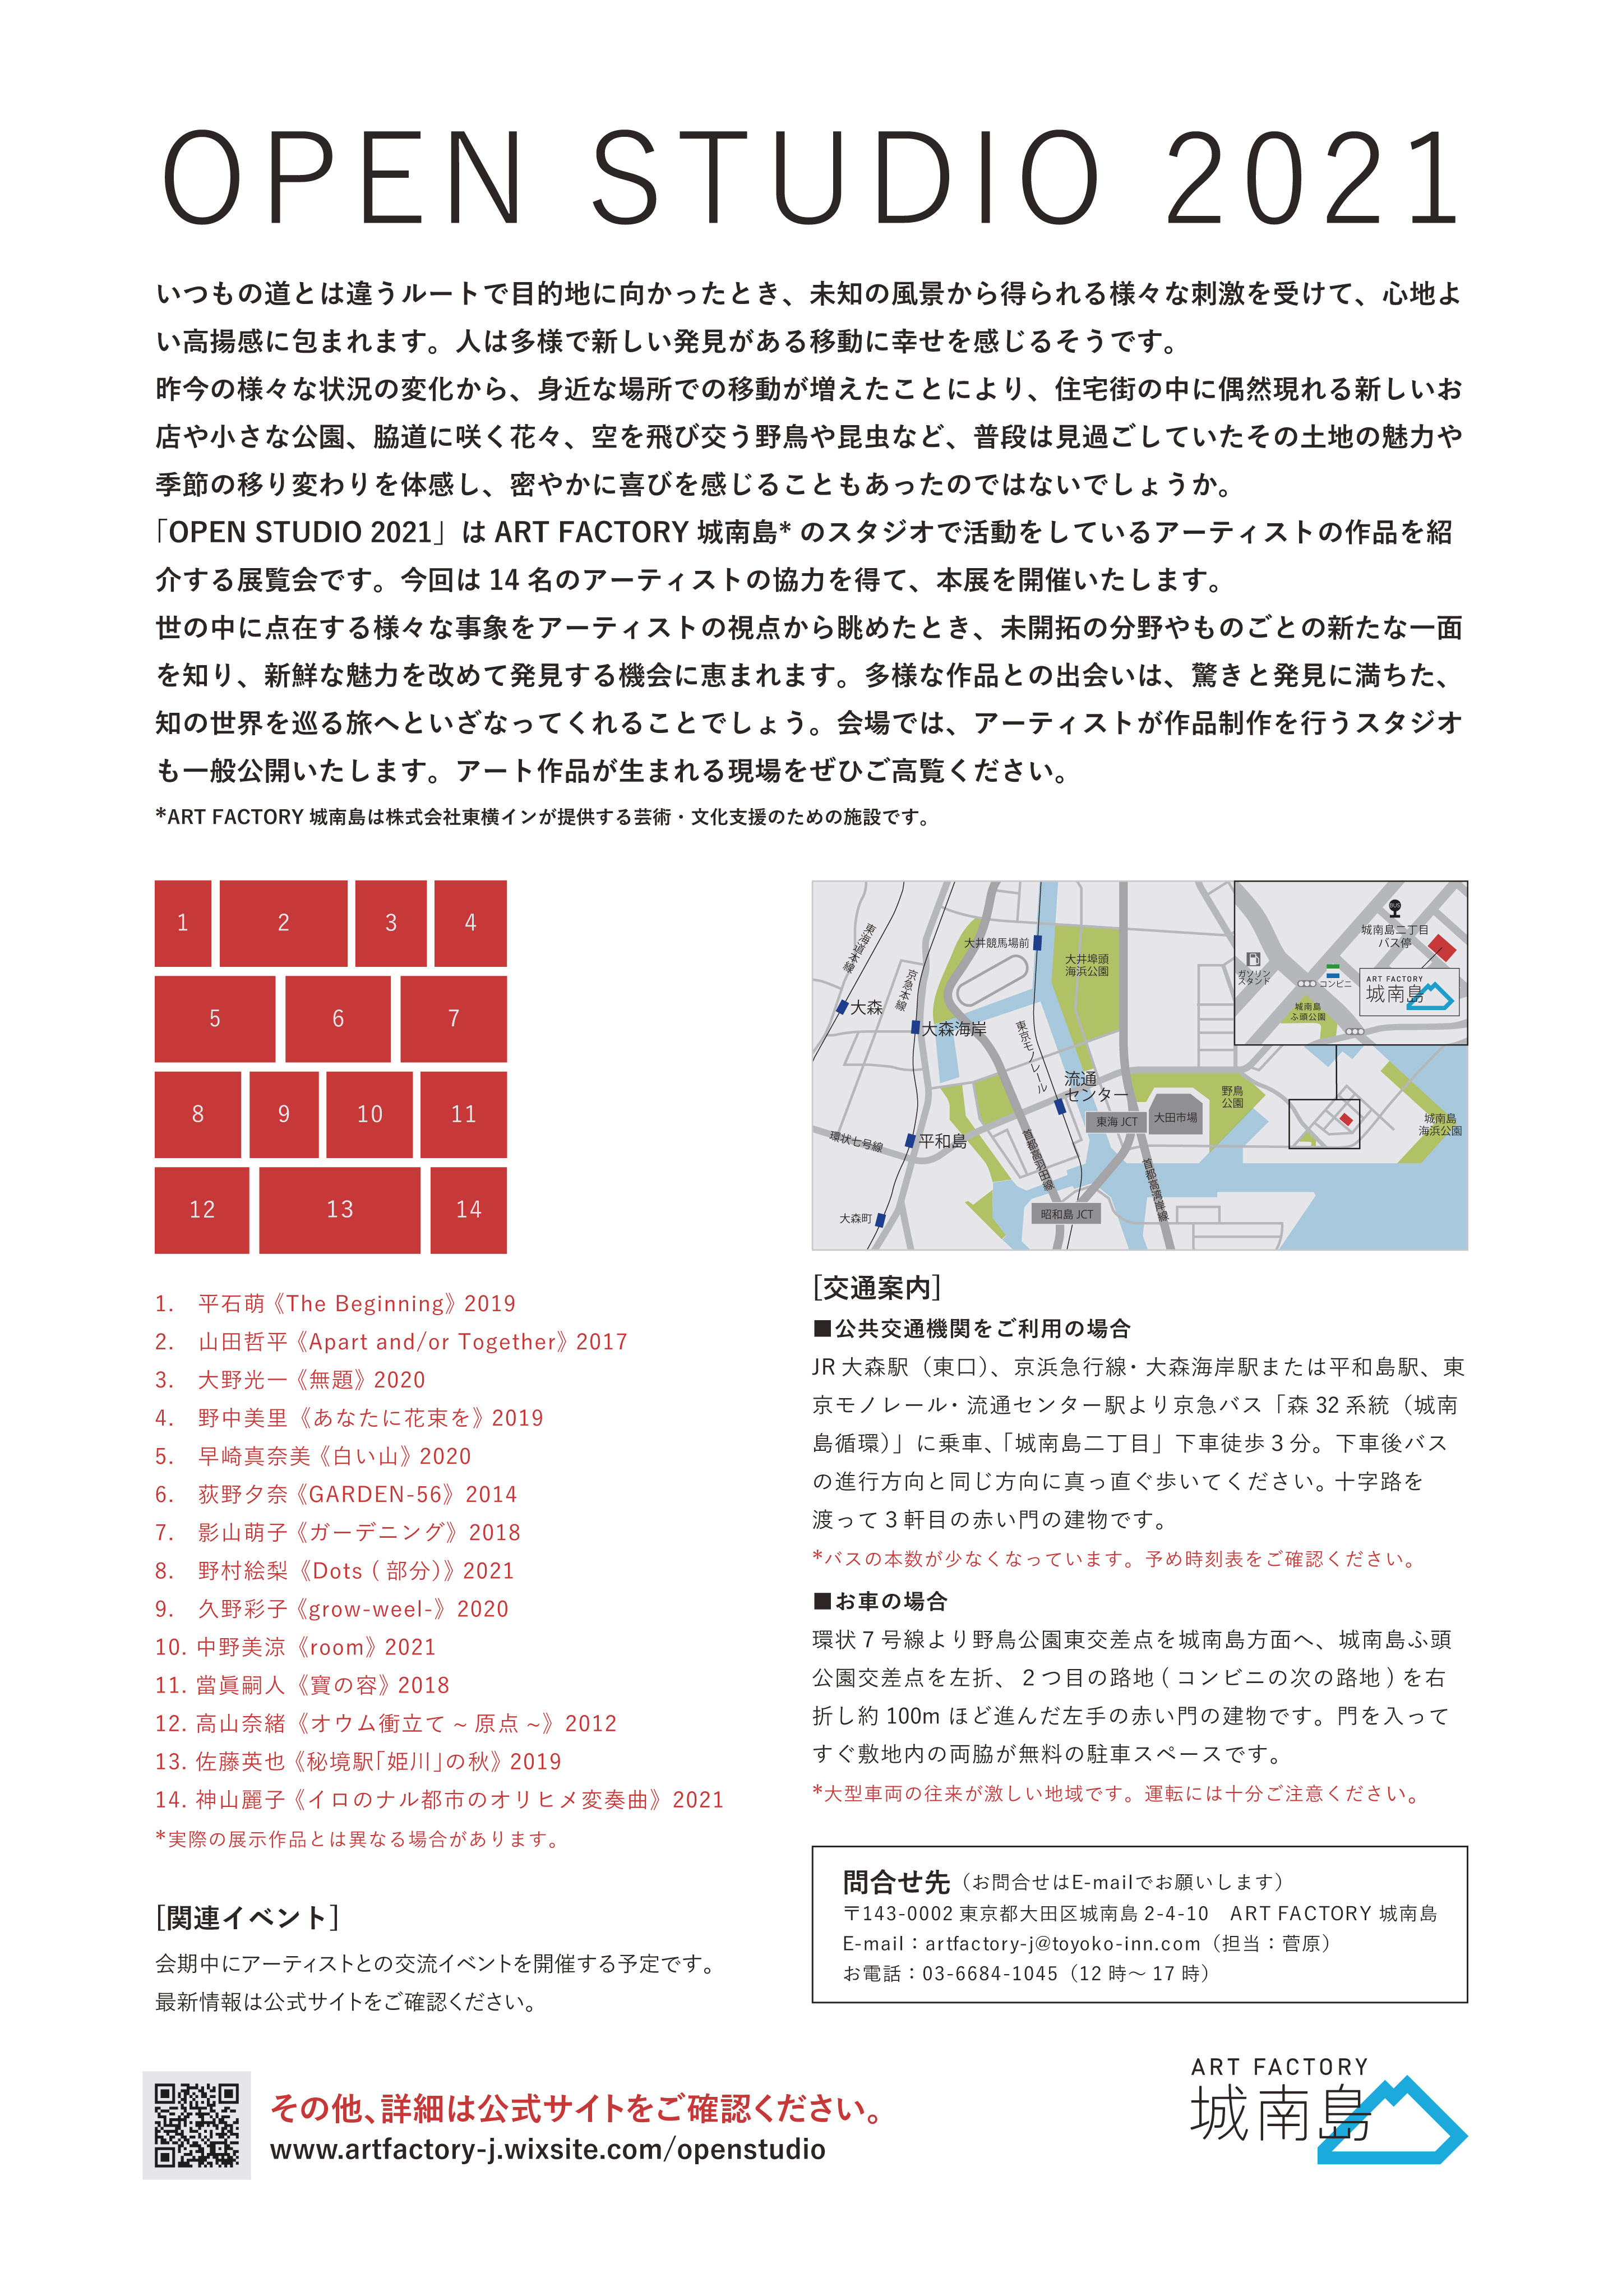 OPEN STUDIO 2021
いつもの道とは違うルートで目的地に向かったとき、未知の風景から得られる様々な刺激を受けて、心地よ
い高揚感に包まれます。人は多様で新しい発見がある移動に幸せを感じるそうです。
昨今の様々な状況の変化から、身近な場所での移動が増えたことにより、住宅街の中に偶然現れる新しいお
店や小さな公園、脇道に咲く花々、空を飛び交う野鳥や昆虫など、普段は見過ごしていたその土地の魅力や
季節の移り変わりを体感し、密やかに喜びを感じることもあったのではないでしょうか。
「OPEN STUDIO 2021」は ART FACTORY 城南島* のスタジオで活動をしているアーティストの作品を紹
介する展覧会です。今回は 14 名のアーティストの協力を得て、本展を開催いたします。
世の中に点在する様々な事象をアーティストの視点から眺めたとき、未開拓の分野やものごとの新たな一面
を知り、新鮮な魅力を改めて発見する機会に恵まれます。多様な作品との出会いは、驚きと発見に満ちた、
知の世界を巡る旅へといざなってくれることでしょう。会場では、アーティストが作品制作を行うスタジオ
も一般公開いたします。アート作品が生まれる現場をぜひご高覧ください。
*ART FACTORY 城南島は株式会社東横インが提供する芸術・文化支援のための施設です。
1 2 3 4
5 6 7
8 9 10 11
12 13 14
1. 平石萌《The Beginning》2019
2. 山田哲平《Apart and/or Together》2017
3. 大野光一《無題》2020
4. 野中美里《あなたに花束を》2019
5. 早崎真奈美《白い山》2020
6. 荻野夕奈《GARDEN-56》2014
7. 影山萌子《ガーデニング》2018
8. 野村絵梨《Dots ( 部分)》2021
9. 久野彩子《grow-weel-》2020
10. 中野美涼《room》2021
11. 當眞嗣人《寶の容》2018
12. 高山奈緒《オウム衝立て ~ 原点 ~》2012
13. 佐藤英也《秘境駅「姫川」の秋》2019
14. 神山麗子《イロのナル都市のオリヒメ変奏曲》2021
*実際の展示作品とは異なる場合があります。
[関連イベント]
会期中にアーティストとの交流イベントを開催する予定です。
最新情報は公式サイトをご確認ください。
東海道本線
京急本線
大森
大森海岸
大井競馬場前
大井埠頭
海浜公園
東京モノレール
流通
センター
東海 JCT
大田市場
野鳥
公園
環状七号線
平和島
首都高羽田線
首都高湾岸線
大森町
昭和島 JCT
城南島
海浜公園
BUS
城南島二丁目
バス停
ガソリン
スタンド
コンビニ
城南島
ふ頭公園
ART FACTORY
城南島
[交通案内]
■公共交通機関をご利用の場合
JR 大森駅（東口）、京浜急行線・大森海岸駅または平和島駅、東
京モノレール・流通センター駅より京急バス「森 32 系統（城南
島循環）」に乗車、「城南島二丁目」下車徒歩 3 分。下車後バス
の進行方向と同じ方向に真っ直ぐ歩いてください。十字路を
渡って 3 軒目の赤い門の建物です。
*バスの本数が少なくなっています。予め時刻表をご確認ください。
■お車の場合
環状 7 号線より野鳥公園東交差点を城南島方面へ、城南島ふ頭
公園交差点を左折、 2 つ目の路地 ( コンビニの次の路地 ) を右
折し約 100m ほど進んだ左手の赤い門の建物です。門を入って
すぐ敷地内の両脇が無料の駐車スペースです。
*大型車両の往来が激しい地域です。運転には十分ご注意ください。
問合せ先（お問合せはE-mailでお願いします）
〒143-0002 東京都大田区城南島 2-4-10 ART FACTORY 城南島
E-mail：artfactory-j@toyoko-inn.com（担当：菅原）
お電話：03-6684-1045（12 時～ 17 時）
その他、詳細は公式サイトをご確認ください。
www.artfactory-j.wixsite.com/openstudio
ART FACTORY
城南島